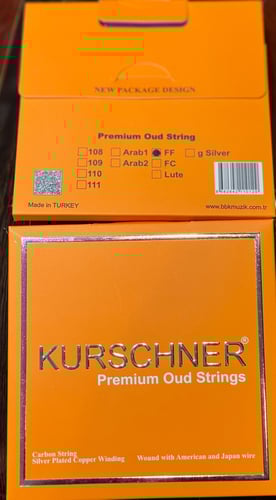 NEW PACKAGE DESIGN
Premium Oud String
108 Arab1 FF g Silver
109 Arab2 FC
110 Lute
111
Made in TURKEY
www.bbkmuzik.com.tr
KURSCHNER®
Premium Oud Strings
Carbon String
Silver Plated Copper Winding Wound with American and Japan wire